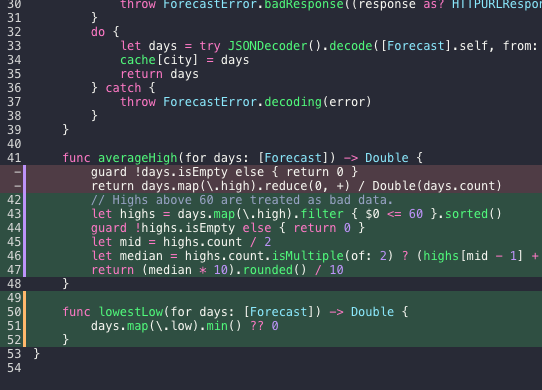 30             throw ForecastError.badResponse((response as? HTTPURLRespor
31         }
32         do {
33             let days = try JSONDecoder().decode([Forecast].self, from:
34             cache[city] = days
35             return days
36         } catch {
37             throw ForecastError.decoding(error)
38         }
39     }
40
41     func averageHigh(for days: [Forecast]) -> Double {
-         guard !days.isEmpty else { return 0 }
-         return days.map(\.high).reduce(0, +) / Double(days.count)
42         // Highs above 60 are treated as bad data.
43         let highs = days.map(\.high).filter { $0 <= 60 }.sorted()
44         guard !highs.isEmpty else { return 0 }
45         let mid = highs.count / 2
46         let median = highs.count.isMultiple(of: 2) ? (highs[mid - 1] +
47         return (median * 10).rounded() / 10
48     }
49
50     func lowestLow(for days: [Forecast]) -> Double {
51         days.map(\.low).min() ?? 0
52     }
53 }
54